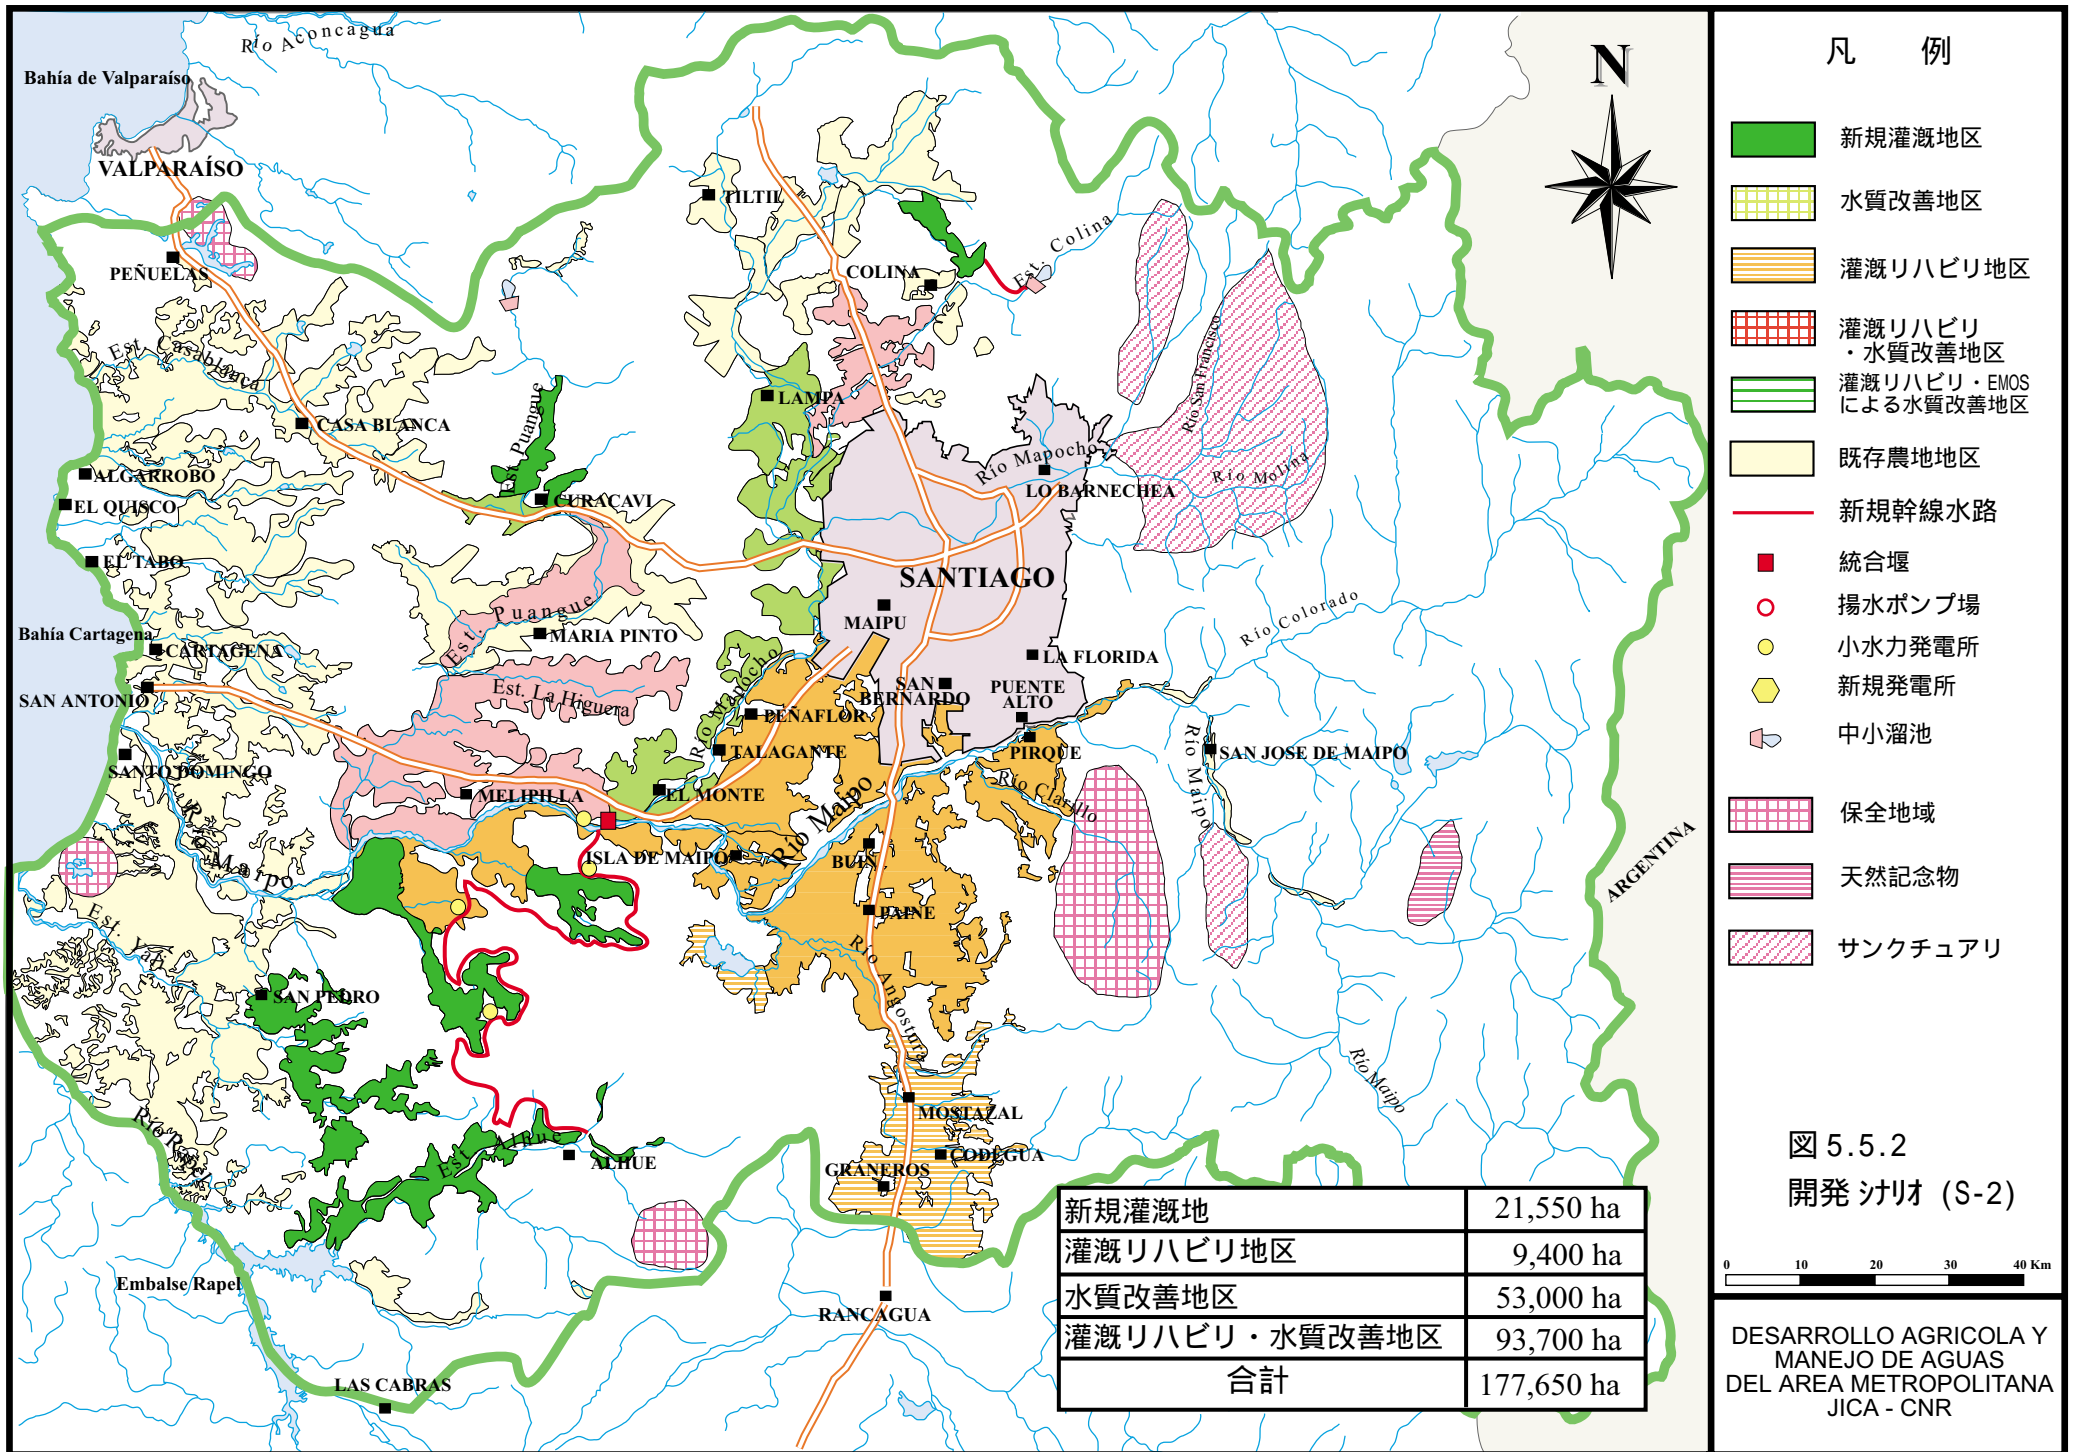 Río Aconcagua
Bahía de Valparaíso
VALPARAÍSO
PEÑUELAS
TILTIL
COLINA
Est. Colina
N
Est. Casablanca
CASA BLANCA
Est. Puangue
CURACAVI
LAMPA
Río San Francisco
Río Mapocho
LO BARNECHEA
Río Molina
ALGARROBO
EL QUISCO
EL TABO
SANTIAGO
MAIPU
Est. Puangue
MARIA PINTO
Bahía Cartagena
CARTAGENA
SAN ANTONIO
Est. La Higuera
Río Mapocho
PEÑAFLOR
SAN
BERNARDO
LA FLORIDA
PUENTE
ALTO
PIRQUE
Río Colorado
Río Maipo
SAN JOSE DE MAIPO
TALAGANTE
SANTO DOMINGO
MELIPILLA
EL MONTE
Río Clarillo
Río Maipo
Río Maipo
ISLA DE MAIPO
BUIN
PAINE
ARGENTINA
Est. Yali
SAN PEDRO
Río Angostura
Río Maipo
MOSTAZAL
CODEGUA
GRANEROS
Río Rapel
Est. Alhue
ALHUE
Embalse Rapel
LAS CABRAS
RANCAGUA
新規灌漑地 21,550 ha
灌漑リハビリ地区 9,400 ha
水質改善地区 53,000 ha
灌漑リハビリ・水質改善地区 93,700 ha
合計 177,650 ha
凡 例
新規灌漑地区
水質改善地区
灌漑リハビリ地区
灌漑リハビリ
・水質改善地区
灌漑リハビリ・EMOS
による水質改善地区
既存農地地区
新規幹線水路
統合堰
揚水ポンプ場
小水力発電所
新規発電所
中小溜池
保全地域
天然記念物
サンクチュアリ
図 5.5.2
開発 ｼﾅﾘｵ (S-2)
0 10 20 30 40 Km
DESARROLLO AGRICOLA Y
MANEJO DE AGUAS
DEL AREA METROPOLITANA
JICA - CNR